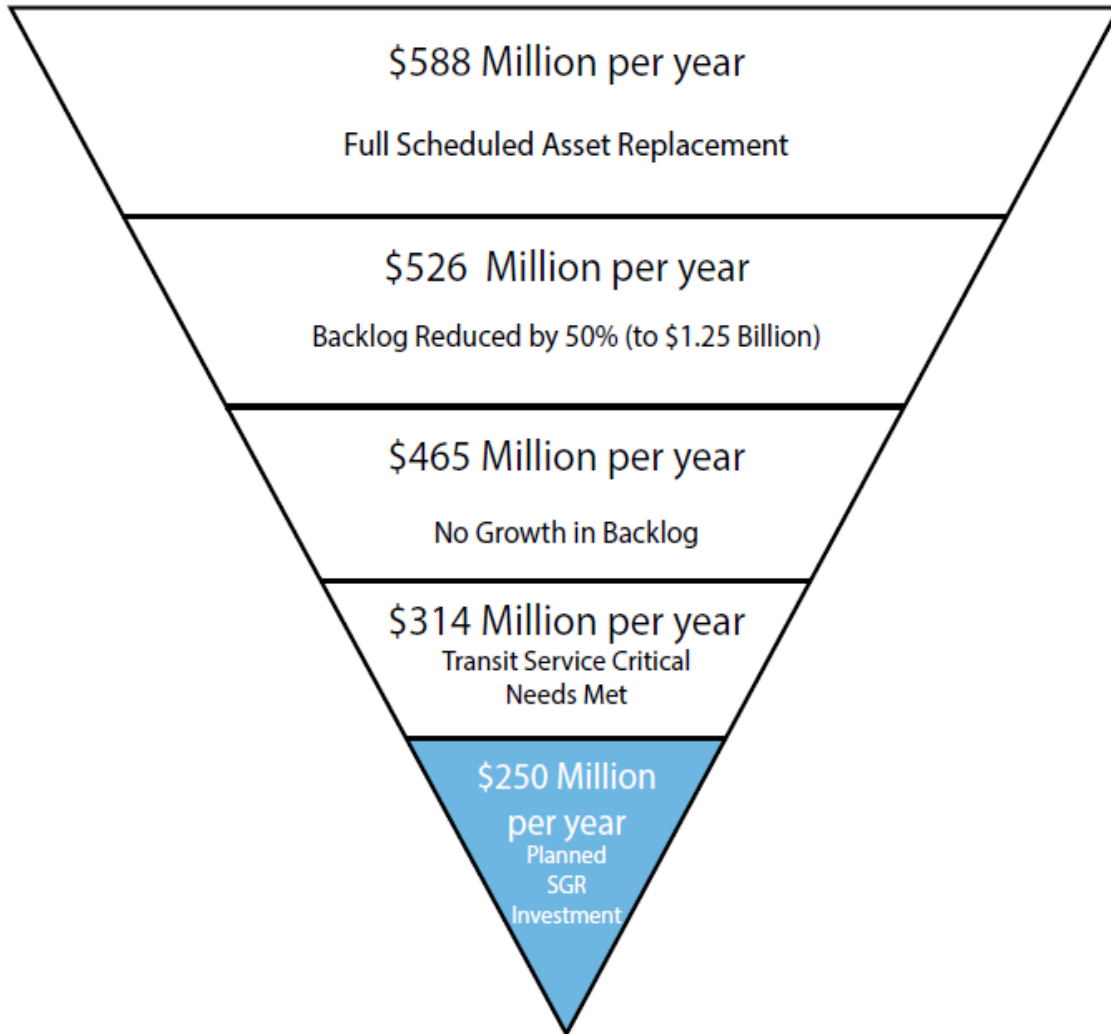 $588 Million per year
Full Scheduled Asset Replacement
$526 Million per year
Backlog Reduced by 50% (to $1.25 Billion)
$465 Million per year
No Growth in Backlog
$314 Million per year
Transit Service Critical
Needs Met
$250 Million
per year
Planned
SGR
Investment